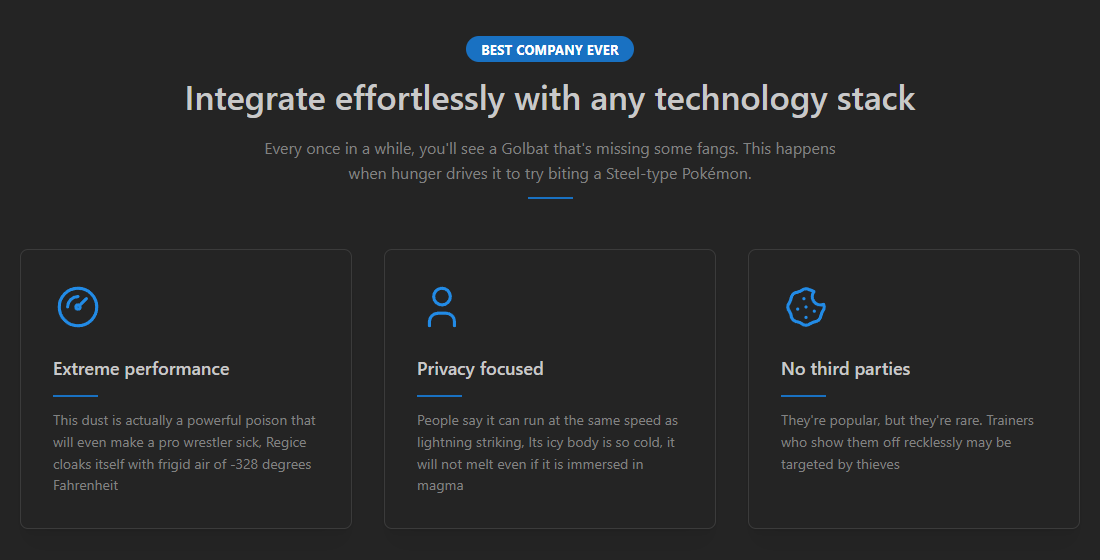 BEST COMPANY EVER
Integrate effortlessly with any technology stack
Every once in a while, you'll see a Golbat that's missing some fangs. This happens
when hunger drives it to try biting a Steel-type Pokémon.
Extreme performance
This dust is actually a powerful poison that
will even make a pro wrestler sick, Regice
cloaks itself with frigid air of -328 degrees
Fahrenheit
Privacy focused
People say it can run at the same speed as
lightning striking, Its icy body is so cold, it
will not melt even if it is immersed in
magma
No third parties
They're popular, but they're rare. Trainers
who show them off recklessly may be
targeted by thieves